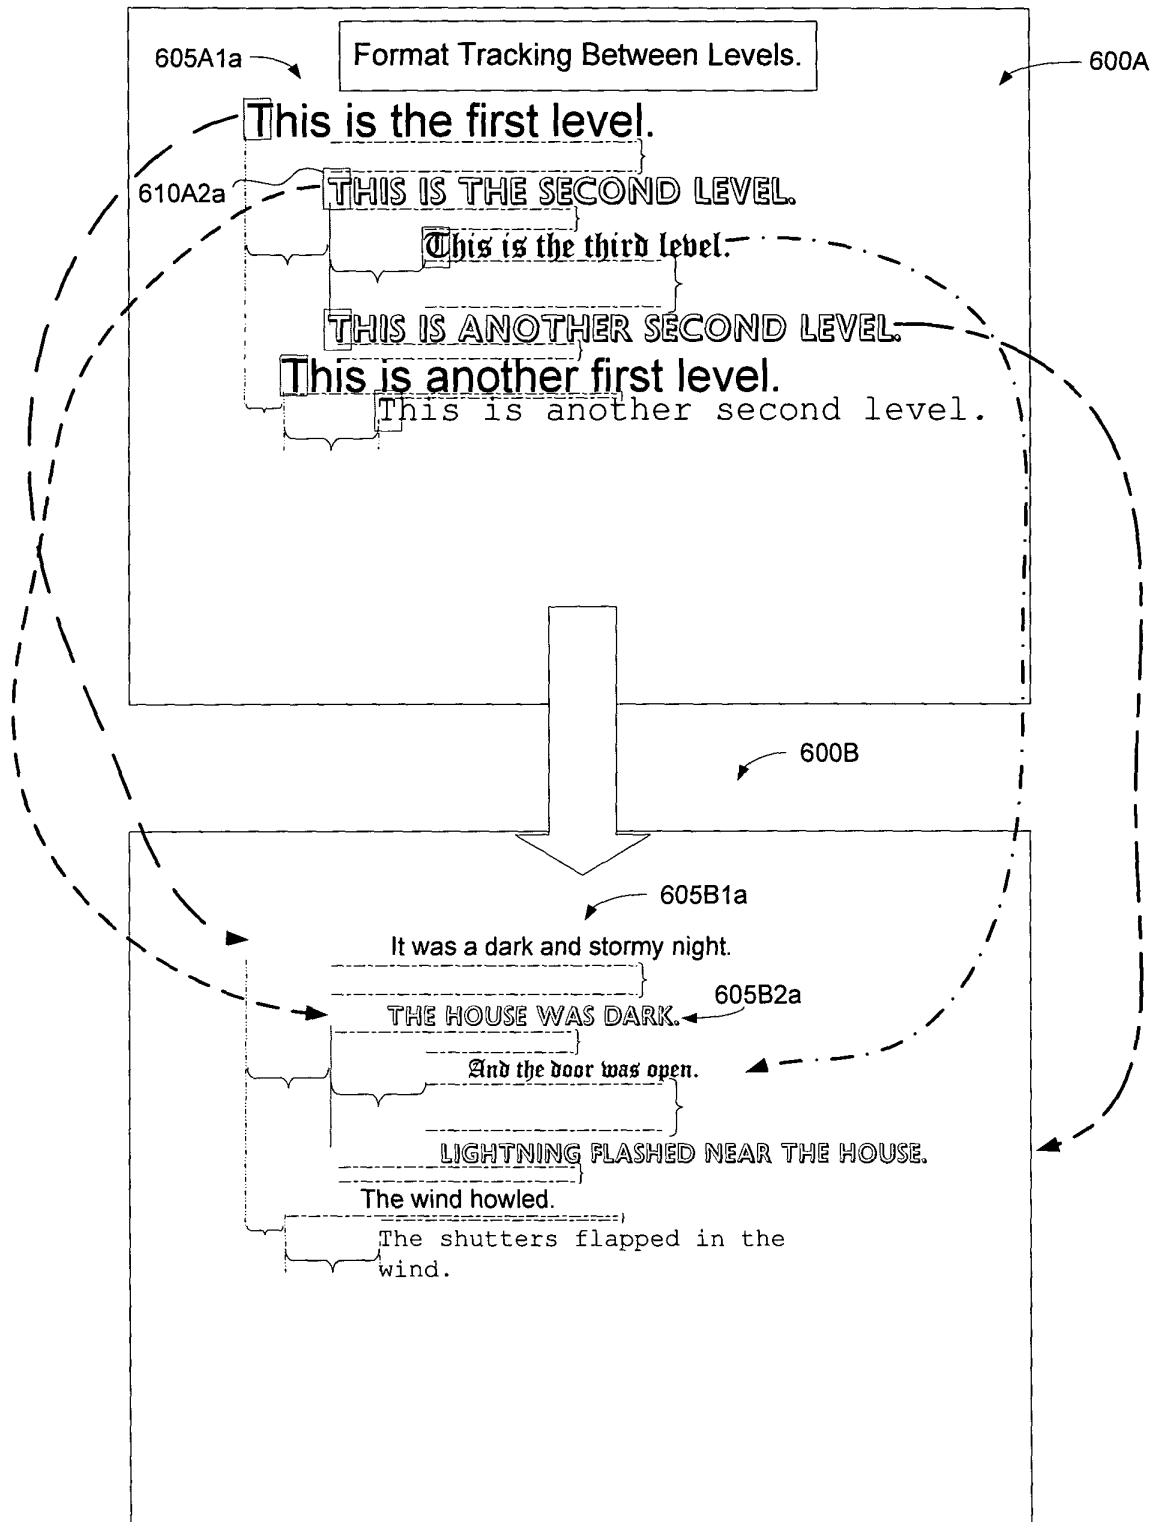 Format Tracking Between Levels.
605A1a
600A
This is the first level.
610A2a
THIS IS THE SECOND LEVEL.
This is the third level.
THIS IS ANOTHER SECOND LEVEL.
This is another first level.
This is another second level.
600B
605B1a
It was a dark and stormy night.
605B2a
THE HOUSE WAS DARK.
And the door was open.
LIGHTNING FLASHED NEAR THE HOUSE.
The wind howled.
The shutters flapped in the
wind.